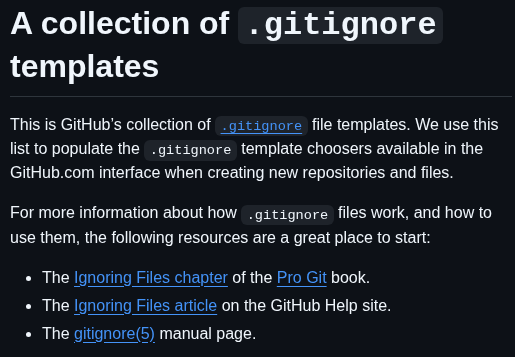 A collection of .gitignore
templates
This is GitHub's collection of .gitignore file templates. We use this
list to populate the .gitignore template choosers available in the
GitHub.com interface when creating new repositories and files.
For more information about how .gitignore files work, and how to
use them, the following resources are a great place to start:
• The Ignoring Files chapter of the Pro Git book.
• The Ignoring Files article on the GitHub Help site.
• The gitignore(5) manual page.